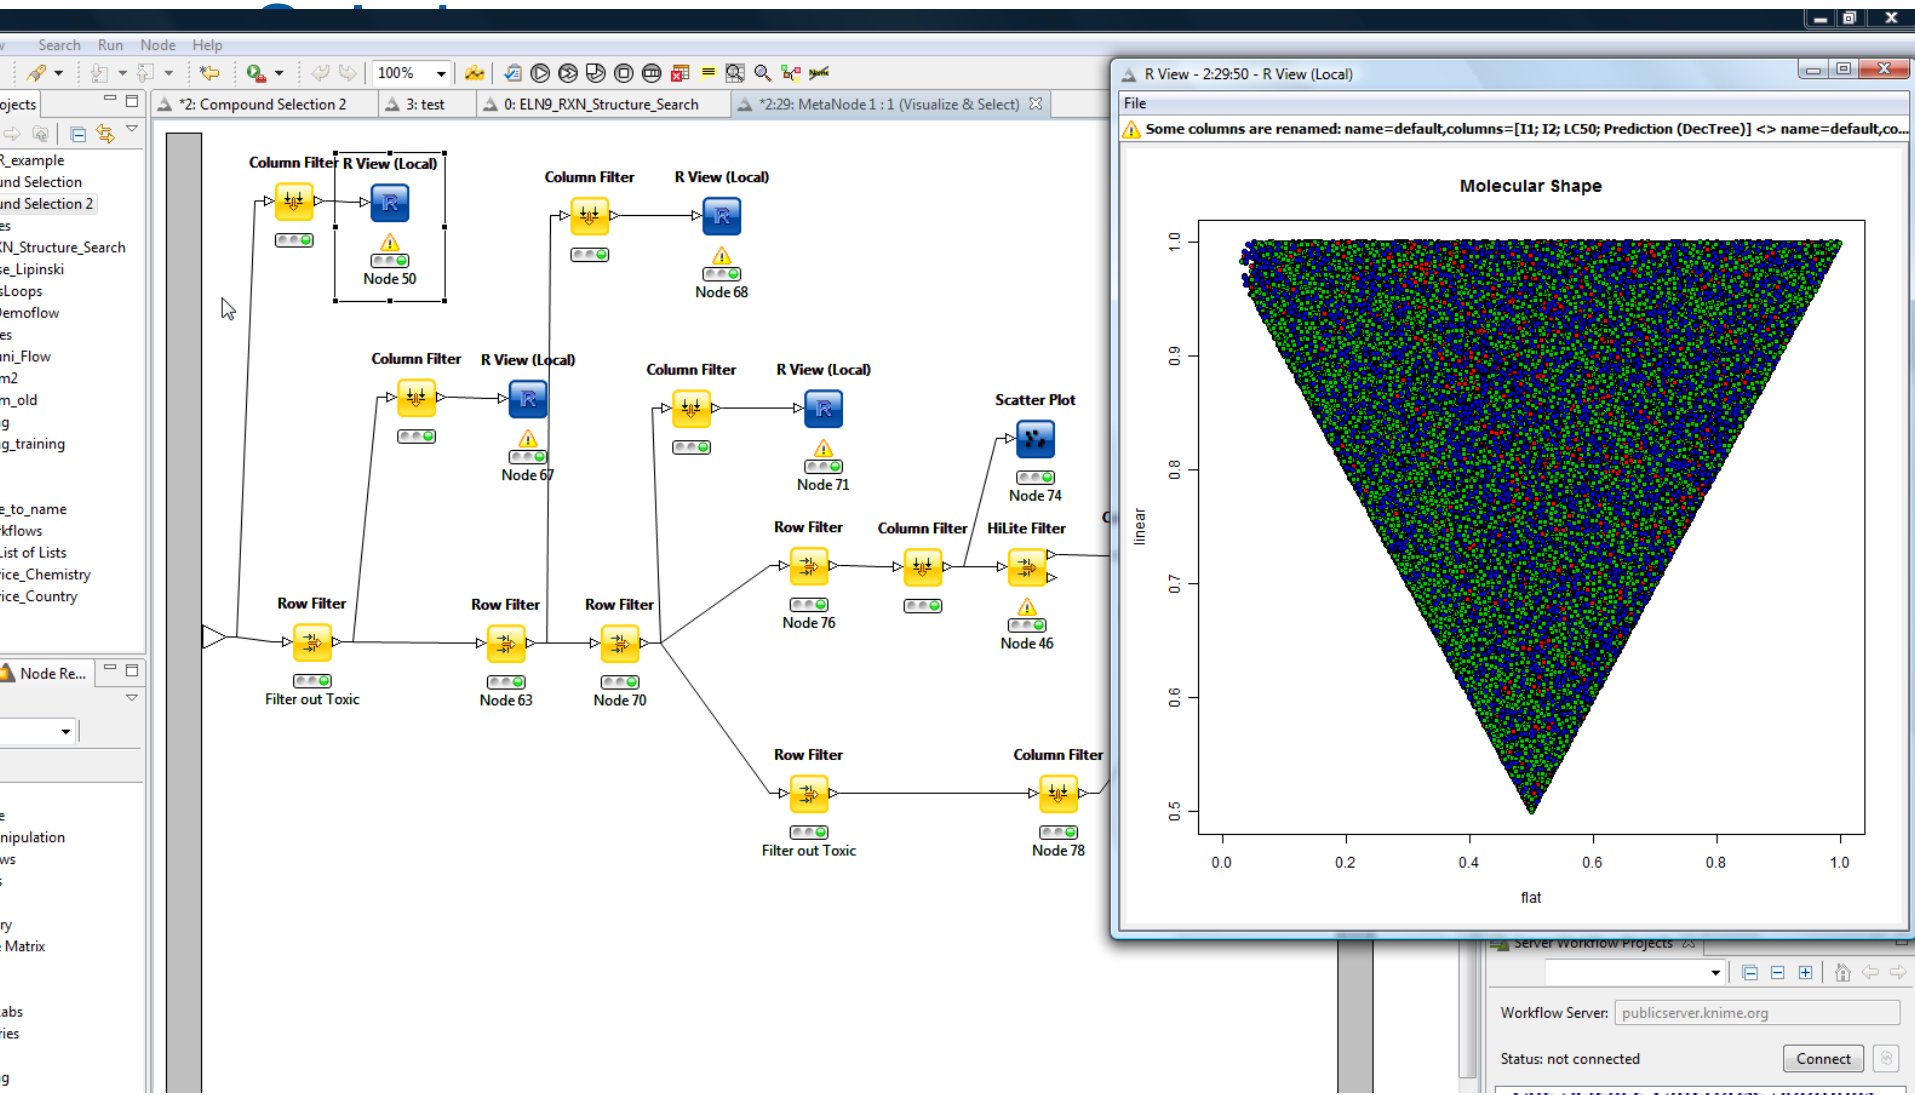 Search Run Node Help
100%
ojects
*2: Compound Selection 2
3: test
0: ELN9_RXN_Structure_Search
*2:29: MetaNode 1 : 1 (Visualize & Select)
R_example
und Selection
und Selection 2
es
XN_Structure_Search
se_Lipinski
sLoops
Demoflow
es
uni_Flow
m2
m_old
g
g_training
e_to_name
rkflows
List of Lists
vice_Chemistry
vice_Country
Node Re...
e
nipulation
ws
s
ry
e Matrix
Labs
ries
g
Column Filter
R View (Local)
Node 50
Column Filter
R View (Local)
Node 68
Column Filter
R View (Local)
Node 67
Column Filter
R View (Local)
Node 71
Scatter Plot
Node 74
Row Filter
Node 76
Column Filter
HiLite Filter
Node 46
Row Filter
Filter out Toxic
Row Filter
Node 63
Row Filter
Node 70
Row Filter
Filter out Toxic
Column Filter
Node 78
R View - 2:29:50 - R View (Local)
File
Some columns are renamed: name=default,columns=[I1; I2; LC50; Prediction (DecTree)] <> name=default,co...
Molecular Shape
linear
1.0
0.9
0.8
0.7
0.6
0.5
0.0 0.2 0.4 0.6 0.8 1.0
flat
Server Workflow Projects
Workflow Server: publicserver.knime.org
Status: not connected
Connect